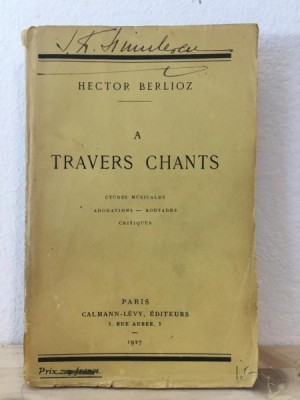 HECTOR BERLIOZ
A
TRAVERS CHANTS
ÉTUDES MUSICALES
ADORATIONS — BOUTADES
CRITIQUES
PARIS
CALMANN-LÉVY, ÉDITEURS
3, RUE AUBER, 3
1927
Prix